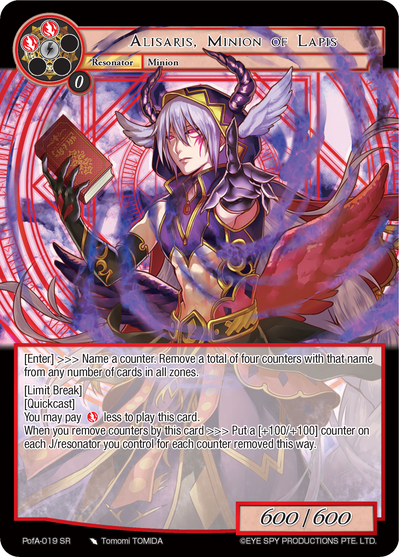 Alisaris, Minion of Lapis
Resonator Minion
0
[Enter] >>> Name a counter. Remove a total of four counters with that name
from any number of cards in all zones.
[Limit Break]
[Quickcast]
You may pay less to play this card.
When you remove counters by this card >>> Put a [+100/+100] counter on
each J/resonator you control for each counter removed this way.
600/600
PofA-019 SR Tomomi TOMIDA ©EYE SPY PRODUCTIONS PTE. LTD.